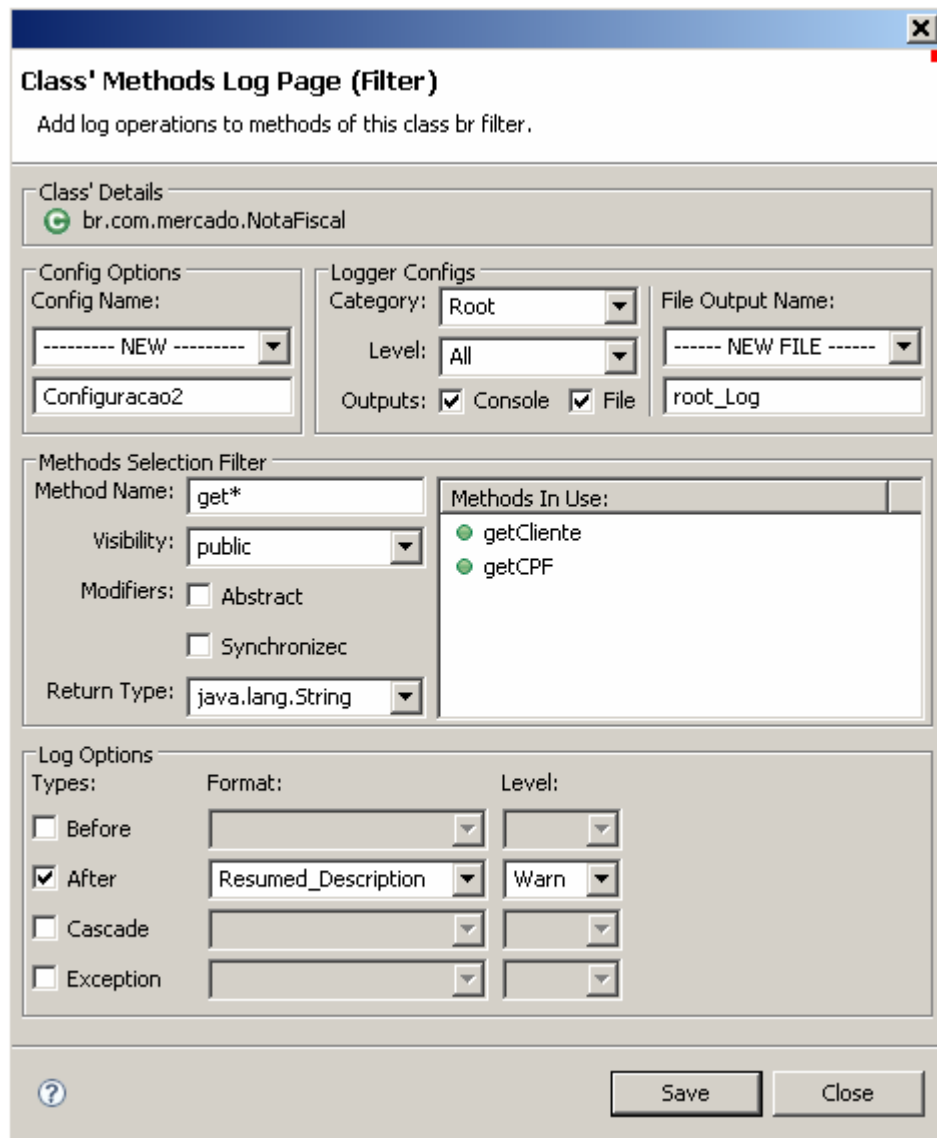 Class' Methods Log Page (Filter)
Add log operations to methods of this class br filter.
Class' Details
br.com.mercado.NotaFiscal
Config Options
Config Name:
--------- NEW ---------
Configuracao2
Logger Configs
Category: Root
Level: All
Outputs: Console File
File Output Name:
------ NEW FILE ------
root_Log
Methods Selection Filter
Method Name: get*
Visibility: public
Modifiers: Abstract
Synchronizec
Return Type: java.lang.String
Methods In Use:
getCliente
getCPF
Log Options
Types: Format: Level:
Before
After Resumed_Description Warn
Cascade
Exception
Save Close